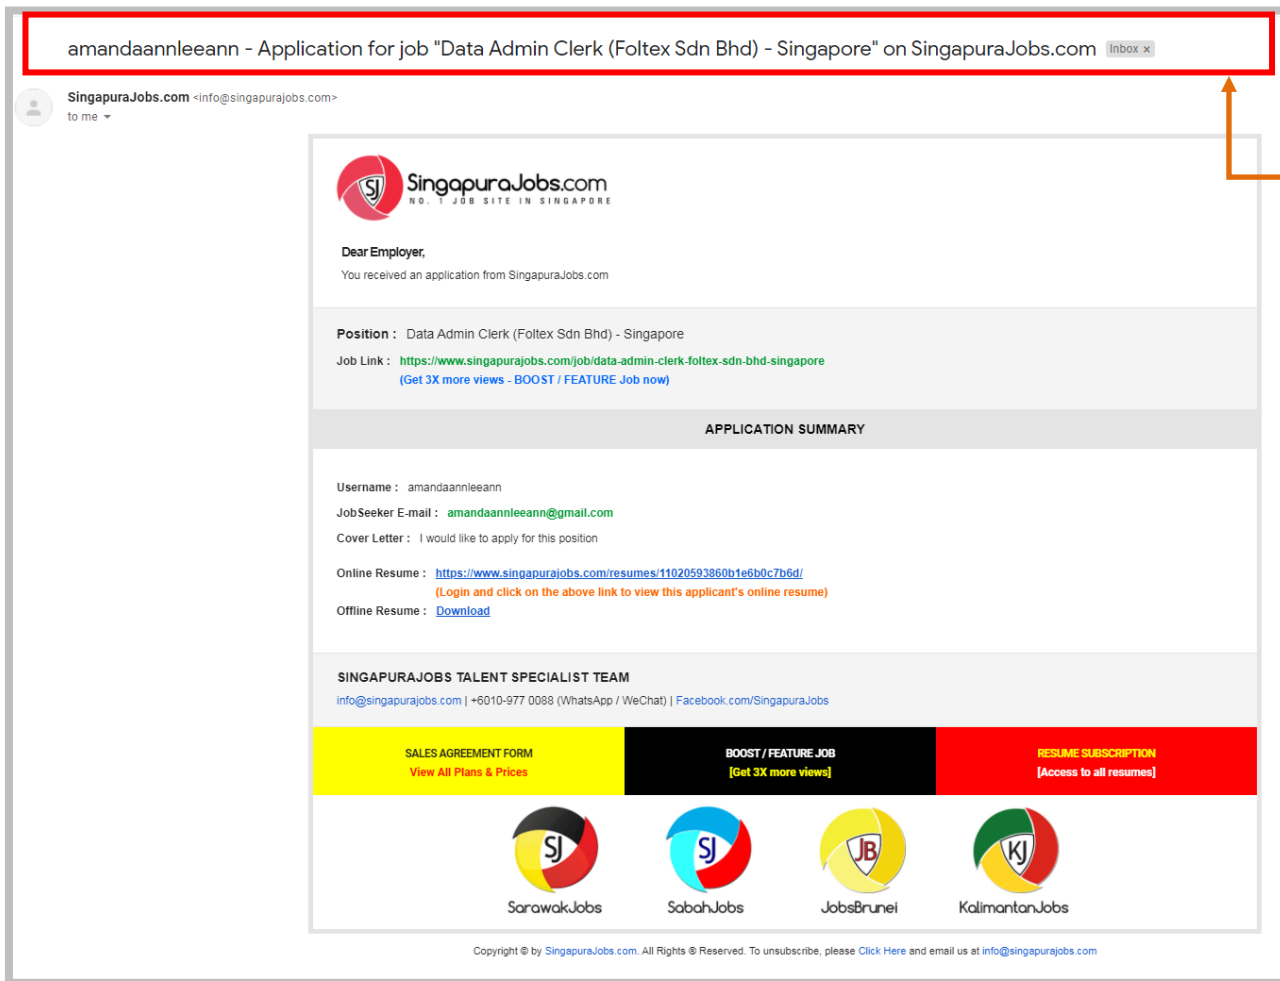 amandaannleeann - Application for job "Data Admin Clerk (Foltex Sdn Bhd) - Singapore" on SingapuraJobs.com Inbox x
SingapuraJobs.com <info@singapurajobs.com>
to me
SJ SingapuraJobs.com
NO. 1 JOB SITE IN SINGAPORE
Dear Employer,
You received an application from SingapuraJobs.com
Position : Data Admin Clerk (Foltex Sdn Bhd) - Singapore
Job Link : https://www.singapurajobs.com/job/data-admin-clerk-foltex-sdn-bhd-singapore
(Get 3X more views - BOOST / FEATURE Job now)
APPLICATION SUMMARY
Username : amandaannleeann
JobSeeker E-mail : amandaannleeann@gmail.com
Cover Letter : I would like to apply for this position
Online Resume : https://www.singapurajobs.com/resumes/11020593860b1e6b0c7b6d/
(Login and click on the above link to view this applicant's online resume)
Offline Resume : Download
SINGAPURAJOBS TALENT SPECIALIST TEAM
info@singapurajobs.com | +6010-977 0088 (WhatsApp / WeChat) | Facebook.com/SingapuraJobs
SALES AGREEMENT FORM BOOST / FEATURE JOB RESUME SUBSCRIPTION
View All Plans & Prices [Get 3X more views] [Access to all resumes]
SJ SJ JB KJ
SarawakJobs SabahJobs JobsBrunei KalimantanJobs
Copyright © by SingapuraJobs.com. All Rights ® Reserved. To unsubscribe, please Click Here and email us at info@singapurajobs.com